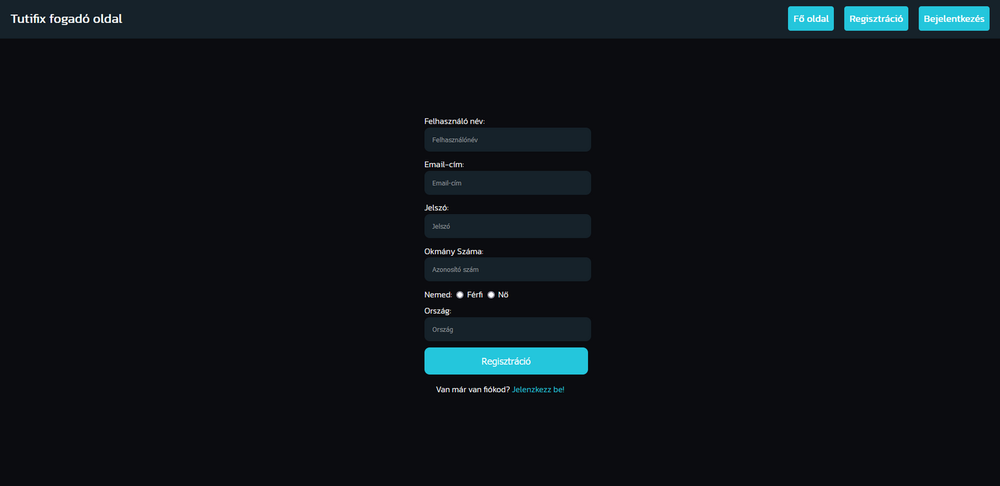 Tutifix fogadó oldal
Fő oldal
Regisztráció
Bejelentkezés
Felhasználó név:
Felhasználónév
Email-cím:
Email-cím
Jelszó:
Jelszó
Okmány Száma:
Azonosító szám
Nemed: Férfi Nő
Ország:
Ország
Regisztráció
Van már van fiókod? Jelenzkezz be!